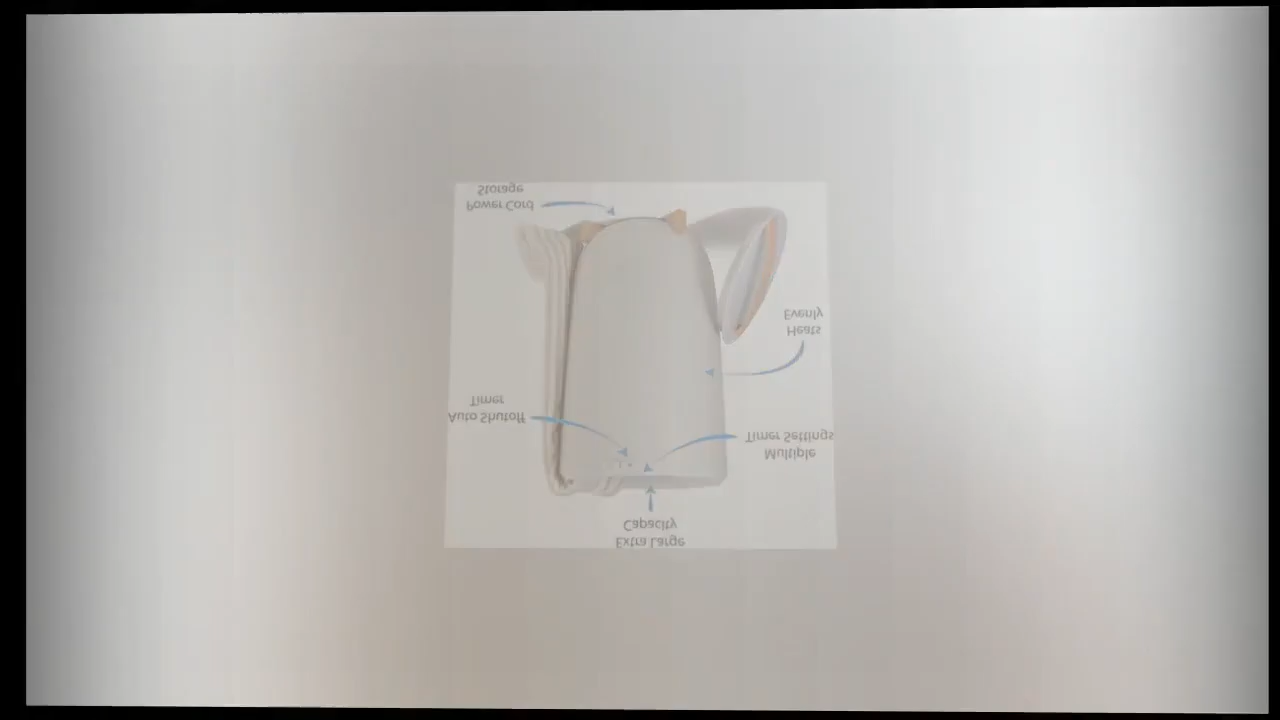 Extra Large
Capacity
Multiple
Timer Settings
Auto Shutoff
Timer
Heats
Evenly
Power Cord
Storage